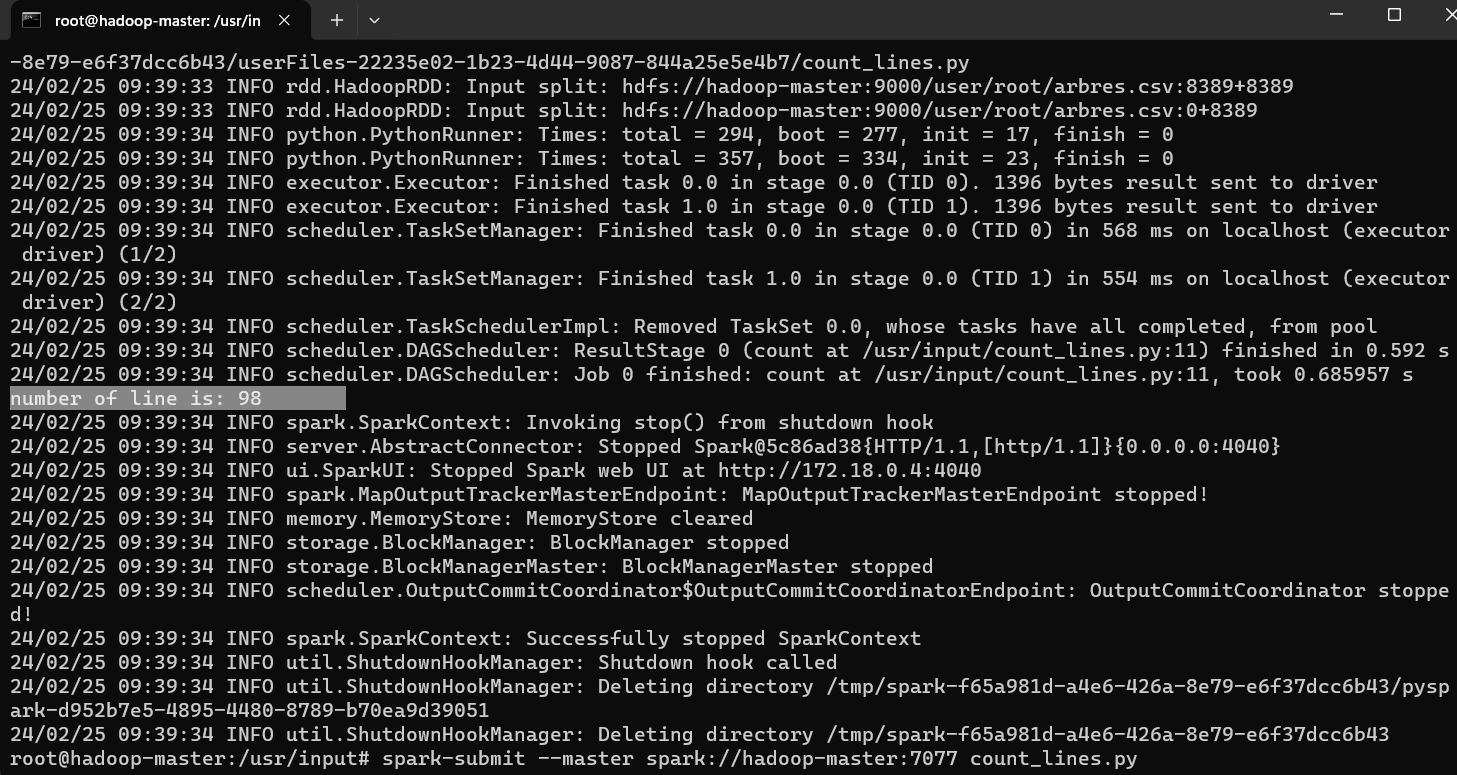 root@hadoop-master: /usr/in
-8e79-e6f37dcc6b43/userFiles-22235e02-1b23-4d44-9087-844a25e5e4b7/count_lines.py
24/02/25 09:39:33 INFO rdd.HadoopRDD: Input split: hdfs://hadoop-master:9000/user/root/arbres.csv:8389+8389
24/02/25 09:39:33 INFO rdd.HadoopRDD: Input split: hdfs://hadoop-master:9000/user/root/arbres.csv:0+8389
24/02/25 09:39:34 INFO python.PythonRunner: Times: total = 294, boot = 277, init = 17, finish = 0
24/02/25 09:39:34 INFO python.PythonRunner: Times: total = 357, boot = 334, init = 23, finish = 0
24/02/25 09:39:34 INFO executor.Executor: Finished task 0.0 in stage 0.0 (TID 0). 1396 bytes result sent to driver
24/02/25 09:39:34 INFO executor.Executor: Finished task 1.0 in stage 0.0 (TID 1). 1396 bytes result sent to driver
24/02/25 09:39:34 INFO scheduler.TaskSetManager: Finished task 0.0 in stage 0.0 (TID 0) in 568 ms on localhost (executor
driver) (1/2)
24/02/25 09:39:34 INFO scheduler.TaskSetManager: Finished task 1.0 in stage 0.0 (TID 1) in 554 ms on localhost (executor
driver) (2/2)
24/02/25 09:39:34 INFO scheduler.TaskSchedulerImpl: Removed TaskSet 0.0, whose tasks have all completed, from pool
24/02/25 09:39:34 INFO scheduler.DAGScheduler: ResultStage 0 (count at /usr/input/count_lines.py:11) finished in 0.592 s
24/02/25 09:39:34 INFO scheduler.DAGScheduler: Job 0 finished: count at /usr/input/count_lines.py:11, took 0.685957 s
number of line is: 98
24/02/25 09:39:34 INFO spark.SparkContext: Invoking stop() from shutdown hook
24/02/25 09:39:34 INFO server.AbstractConnector: Stopped Spark@5c86ad38{HTTP/1.1,[http/1.1]}{0.0.0.0:4040}
24/02/25 09:39:34 INFO ui.SparkUI: Stopped Spark web UI at http://172.18.0.4:4040
24/02/25 09:39:34 INFO spark.MapOutputTrackerMasterEndpoint: MapOutputTrackerMasterEndpoint stopped!
24/02/25 09:39:34 INFO memory.MemoryStore: MemoryStore cleared
24/02/25 09:39:34 INFO storage.BlockManager: BlockManager stopped
24/02/25 09:39:34 INFO storage.BlockManagerMaster: BlockManagerMaster stopped
24/02/25 09:39:34 INFO scheduler.OutputCommitCoordinator$OutputCommitCoordinatorEndpoint: OutputCommitCoordinator stoppe
d!
24/02/25 09:39:34 INFO spark.SparkContext: Successfully stopped SparkContext
24/02/25 09:39:34 INFO util.ShutdownHookManager: Shutdown hook called
24/02/25 09:39:34 INFO util.ShutdownHookManager: Deleting directory /tmp/spark-f65a981d-a4e6-426a-8e79-e6f37dcc6b43/pysp
ark-d952b7e5-4895-4480-8789-b70ea9d39051
24/02/25 09:39:34 INFO util.ShutdownHookManager: Deleting directory /tmp/spark-f65a981d-a4e6-426a-8e79-e6f37dcc6b43
root@hadoop-master:/usr/input# spark-submit --master spark://hadoop-master:7077 count_lines.py